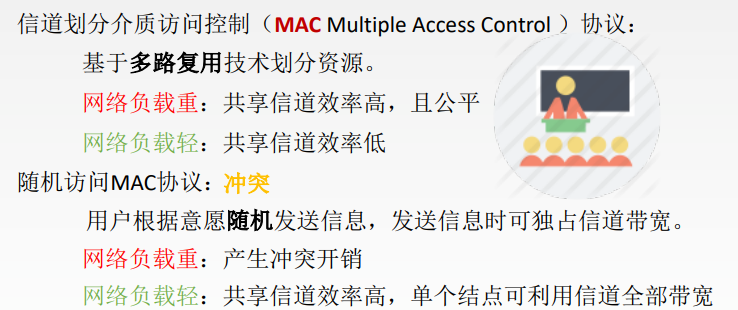 信道划分介质访问控制（MAC Multiple Access Control ）协议：
基于多路复用技术划分资源。
网络负载重：共享信道效率高，且公平
网络负载轻：共享信道效率低
随机访问MAC协议：冲突
用户根据意愿随机发送信息，发送信息时可独占信道带宽。
网络负载重：产生冲突开销
网络负载轻：共享信道效率高，单个结点可利用信道全部带宽